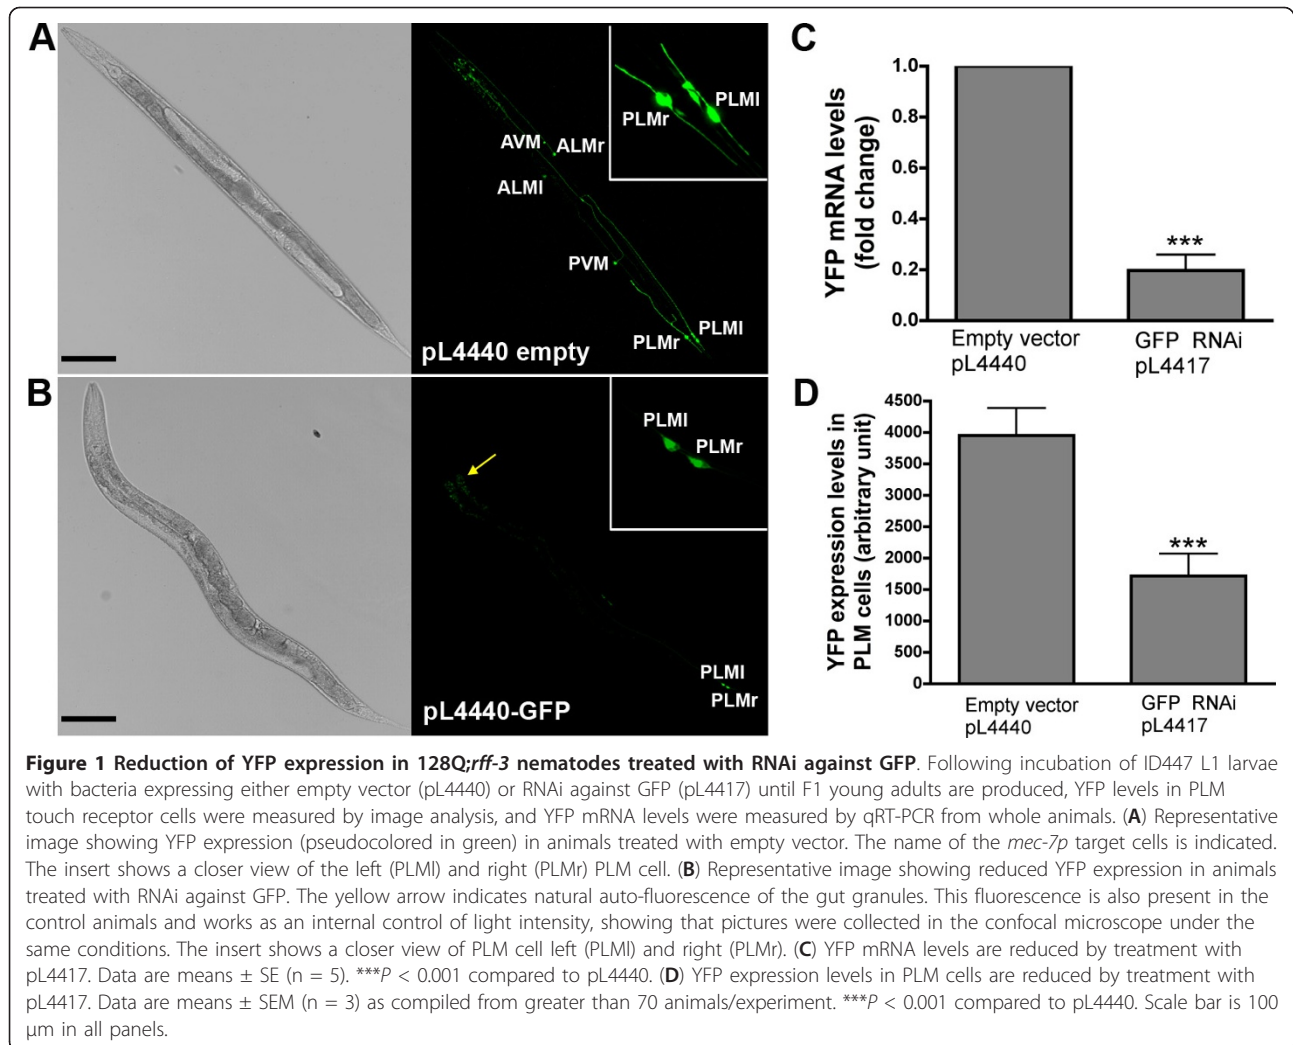 A
AVM
ALMr
ALMl
PVM
PLMr
PLMl
PLMr
PLMl
pL4440 empty
B
PLMl
PLMr
PLMl
PLMr
pL4440-GFP
C
YFP mRNA levels
(fold change)
1.0
0.8
0.6
0.4
0.2
0.0
***
Empty vector
pL4440
GFP RNAi
pL4417
D
YFP expression levels in
PLM cells (arbitrary unit)
4500
4000
3500
3000
2500
2000
1500
1000
500
0
***
Empty vector
pL4440
GFP RNAi
pL4417
Figure 1 Reduction of YFP expression in 128Q;rff-3 nematodes treated with RNAi against GFP. Following incubation of ID447 L1 larvae
with bacteria expressing either empty vector (pL4440) or RNAi against GFP (pL4417) until F1 young adults are produced, YFP levels in PLM
touch receptor cells were measured by image analysis, and YFP mRNA levels were measured by qRT-PCR from whole animals. (A) Representative
image showing YFP expression (pseudocolored in green) in animals treated with empty vector. The name of the mec-7p target cells is indicated.
The insert shows a closer view of the left (PLMl) and right (PLMr) PLM cell. (B) Representative image showing reduced YFP expression in animals
treated with RNAi against GFP. The yellow arrow indicates natural auto-fluorescence of the gut granules. This fluorescence is also present in the
control animals and works as an internal control of light intensity, showing that pictures were collected in the confocal microscope under the
same conditions. The insert shows a closer view of PLM cell left (PLMl) and right (PLMr). (C) YFP mRNA levels are reduced by treatment with
pL4417. Data are means ± SE (n = 5). ***P < 0.001 compared to pL4440. (D) YFP expression levels in PLM cells are reduced by treatment with
pL4417. Data are means ± SEM (n = 3) as compiled from greater than 70 animals/experiment. ***P < 0.001 compared to pL4440. Scale bar is 100
μm in all panels.